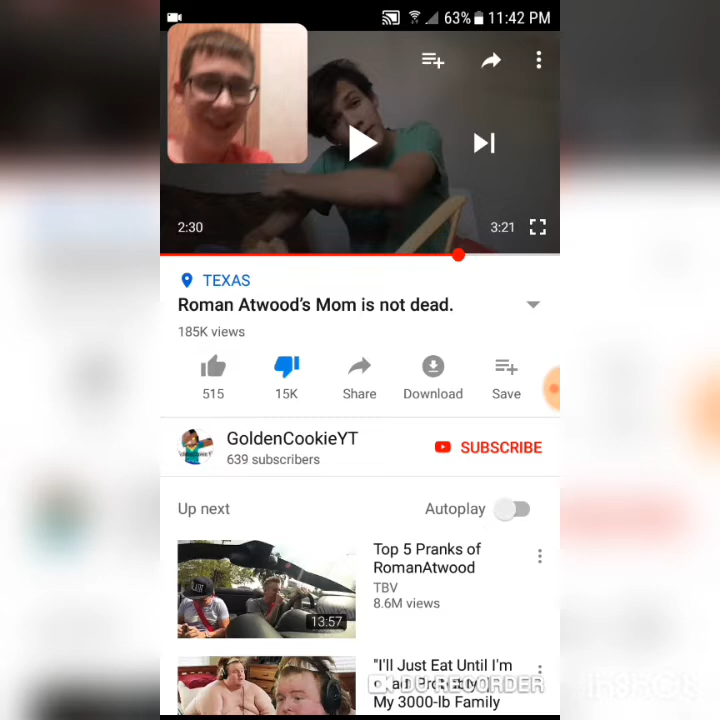 63% 11:42 PM
2:30
3:21
TEXAS
Roman Atwood's Mom is not dead.
185K views
515
15K
Share
Download
Save
GoldenCookieYT
639 subscribers
SUBSCRIBE
Up next
Autoplay
Top 5 Pranks of
RomanAtwood
TBV
8.6M views
13:57
"I'll Just Eat Until I'm
My 3000-lb Family
DU RECORDER